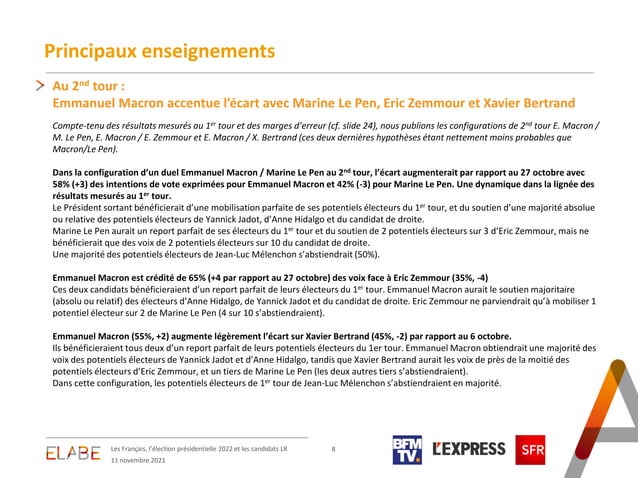 Principaux enseignements
Au 2nd tour :
Emmanuel Macron accentue l'écart avec Marine Le Pen, Eric Zemmour et Xavier Bertrand
Compte-tenu des résultats mesurés au 1er tour et des marges d'erreur (cf. slide 24), nous publions les configurations de 2nd tour E. Macron /
M. Le Pen, E. Macron / E. Zemmour et E. Macron / X. Bertrand (ces deux dernières hypothèses étant nettement moins probables que
Macron/Le Pen).
Dans la configuration d'un duel Emmanuel Macron / Marine Le Pen au 2nd tour, l'écart augmenterait par rapport au 27 octobre avec
58% (+3) des intentions de vote exprimées pour Emmanuel Macron et 42% (-3) pour Marine Le Pen. Une dynamique dans la lignée des
résultats mesurés au 1er tour.
Le Président sortant bénéficierait d'une mobilisation parfaite de ses potentiels électeurs du 1er tour, et du soutien d'une majorité absolue
ou relative des potentiels électeurs de Yannick Jadot, d'Anne Hidalgo et du candidat de droite.
Marine Le Pen aurait un report parfait de ses électeurs du 1er tour et du soutien de 2 potentiels électeurs sur 3 d'Eric Zemmour, mais ne
bénéficierait que des voix de 2 potentiels électeurs sur 10 du candidat de droite.
Une majorité des potentiels électeurs de Jean-Luc Mélenchon s'abstiendrait (50%).
Emmanuel Macron est crédité de 65% (+4 par rapport au 27 octobre) des voix face à Eric Zemmour (35%, -4)
Ces deux candidats bénéficieraient d'un report parfait de leurs électeurs du 1er tour. Emmanuel Macron aurait le soutien majoritaire
(absolu ou relatif) des électeurs d'Anne Hidalgo, de Yannick Jadot et du candidat de droite. Eric Zemmour ne parviendrait qu'à mobiliser 1
potentiel électeur sur 2 de Marine Le Pen (4 sur 10 s'abstiendraient).
Emmanuel Macron (55%, +2) augmente légèrement l'écart sur Xavier Bertrand (45%, -2) par rapport au 6 octobre.
Ils bénéficieraient tous deux d'un report parfait de leurs potentiels électeurs du 1er tour. Emmanuel Macron obtiendrait une majorité des
voix des potentiels électeurs de Yannick Jadot et d'Anne Hidalgo, tandis que Xavier Bertrand aurait les voix de près de la moitié des
potentiels électeurs d'Eric Zemmour, et un tiers de Marine Le Pen (les deux autres tiers s'abstiendraient).
Dans cette configuration, les potentiels électeurs de 1er tour de Jean-Luc Mélenchon s'abstiendraient en majorité.
ELABE
Les Français, l'élection présidentielle 2022 et les candidats LR
8
11 novembre 2021
BFM
TV.
L'EXPRESS
SFR